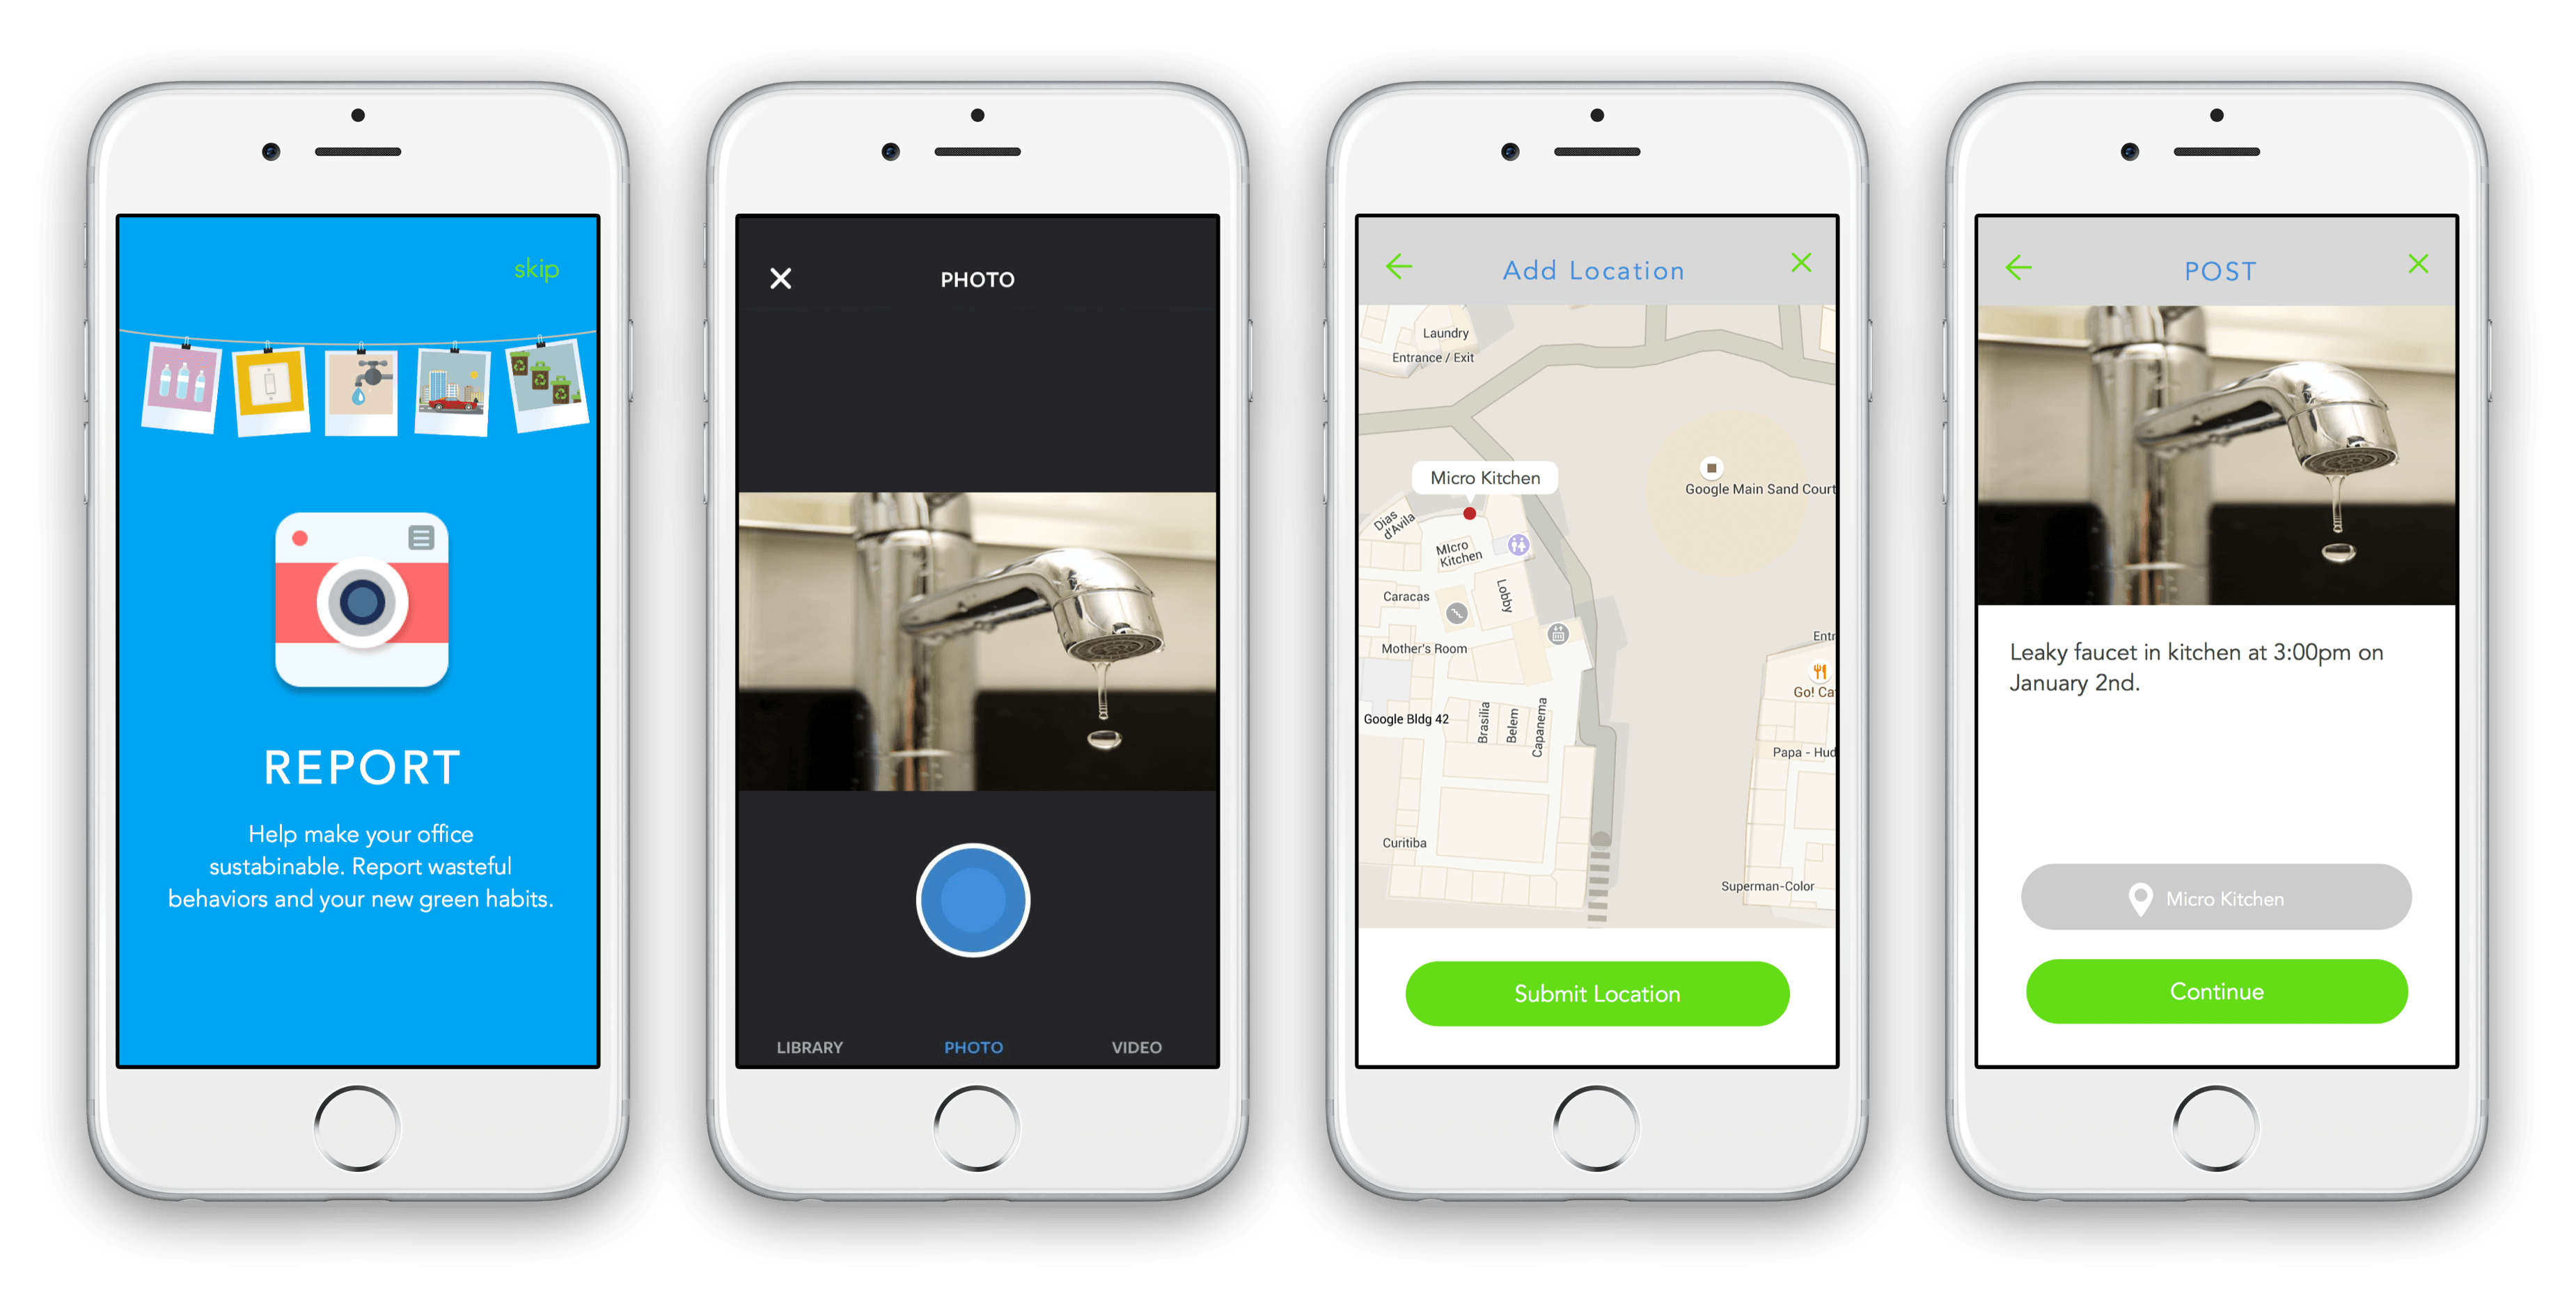 skip
REPORT
Help make your office
sustabinable. Report wasteful
behaviors and your new green habits.
PHOTO
LIBRARY
PHOTO
VIDEO
Add Location
Laundry
Entrance / Exit
Micro Kitchen
Google Main Sand Court
Dias
d'Avila
MIcro
Kitchen
Lobby
Caracas
Mother's Room
Entr
Go! Ca
Google Bldg 42
Brasilia
Belem
Capanema
Papa - Hud
Curitiba
Superman-Color
Submit Location
POST
Leaky faucet in kitchen at 3:00pm on
January 2nd.
Micro Kitchen
Continue